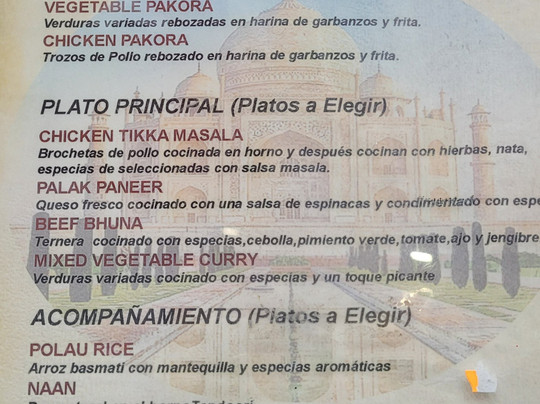 VEGETABLE PAKORA
Verduras variadas rebozadas en harina de garbanzos y frita.
CHICKEN PAKORA
Trozos de Pollo rebozado en harina de garbanzos y frita.
PLATO PRINCIPAL (Platos a Elegir)
CHICKEN TIKKA MASALA
Brochetas de pollo cocinada en horno y después cocinan con hierbas, nata,
especias de seleccionadas con salsa masala.
PALAK PANEER
Queso fresco cocinado con una salsa de espinacas y condimentado con espe
BEEF BHUNA
Ternera cocinado con especias,cebolla,pimiento verde,tomate,ajo y jengibre
MIXED VEGETABLE CURRY
Verduras variadas cocinado con especias y un toque picante
ACOMPAÑAMIENTO (Platos a Elegir)
POLAU RICE
Arroz basmati con mantequilla y especias aromáticas
NAAN